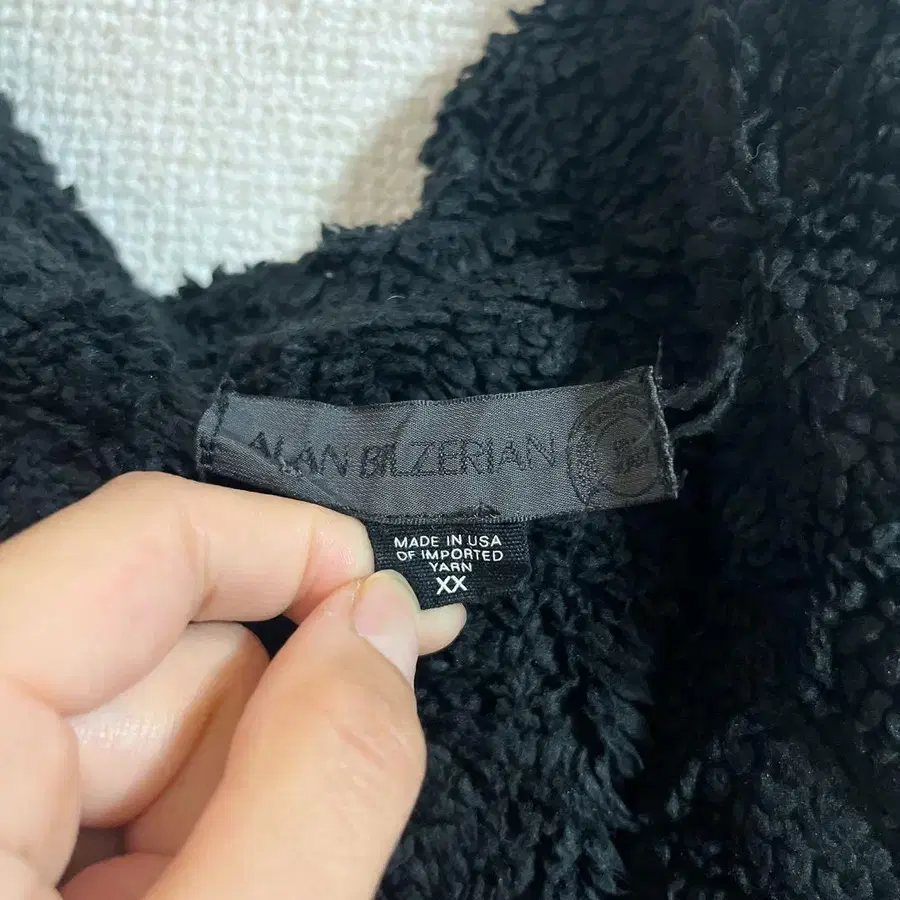 ALAN BILZERIAN
MADE IN USA
OF IMPORTED
YARN
XX